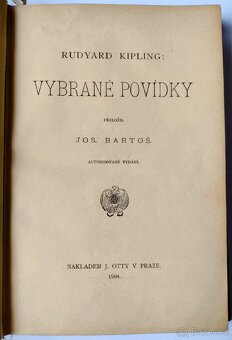 RUDYARD KIPLING:
VYBRANÉ POVÍDKY
PŘELOŽIL
JOS. BARTOŠ.
AUTORISOVANÉ VYDÁNÍ.
NAKLADEM J. OTTY V PRAZE.
1904.